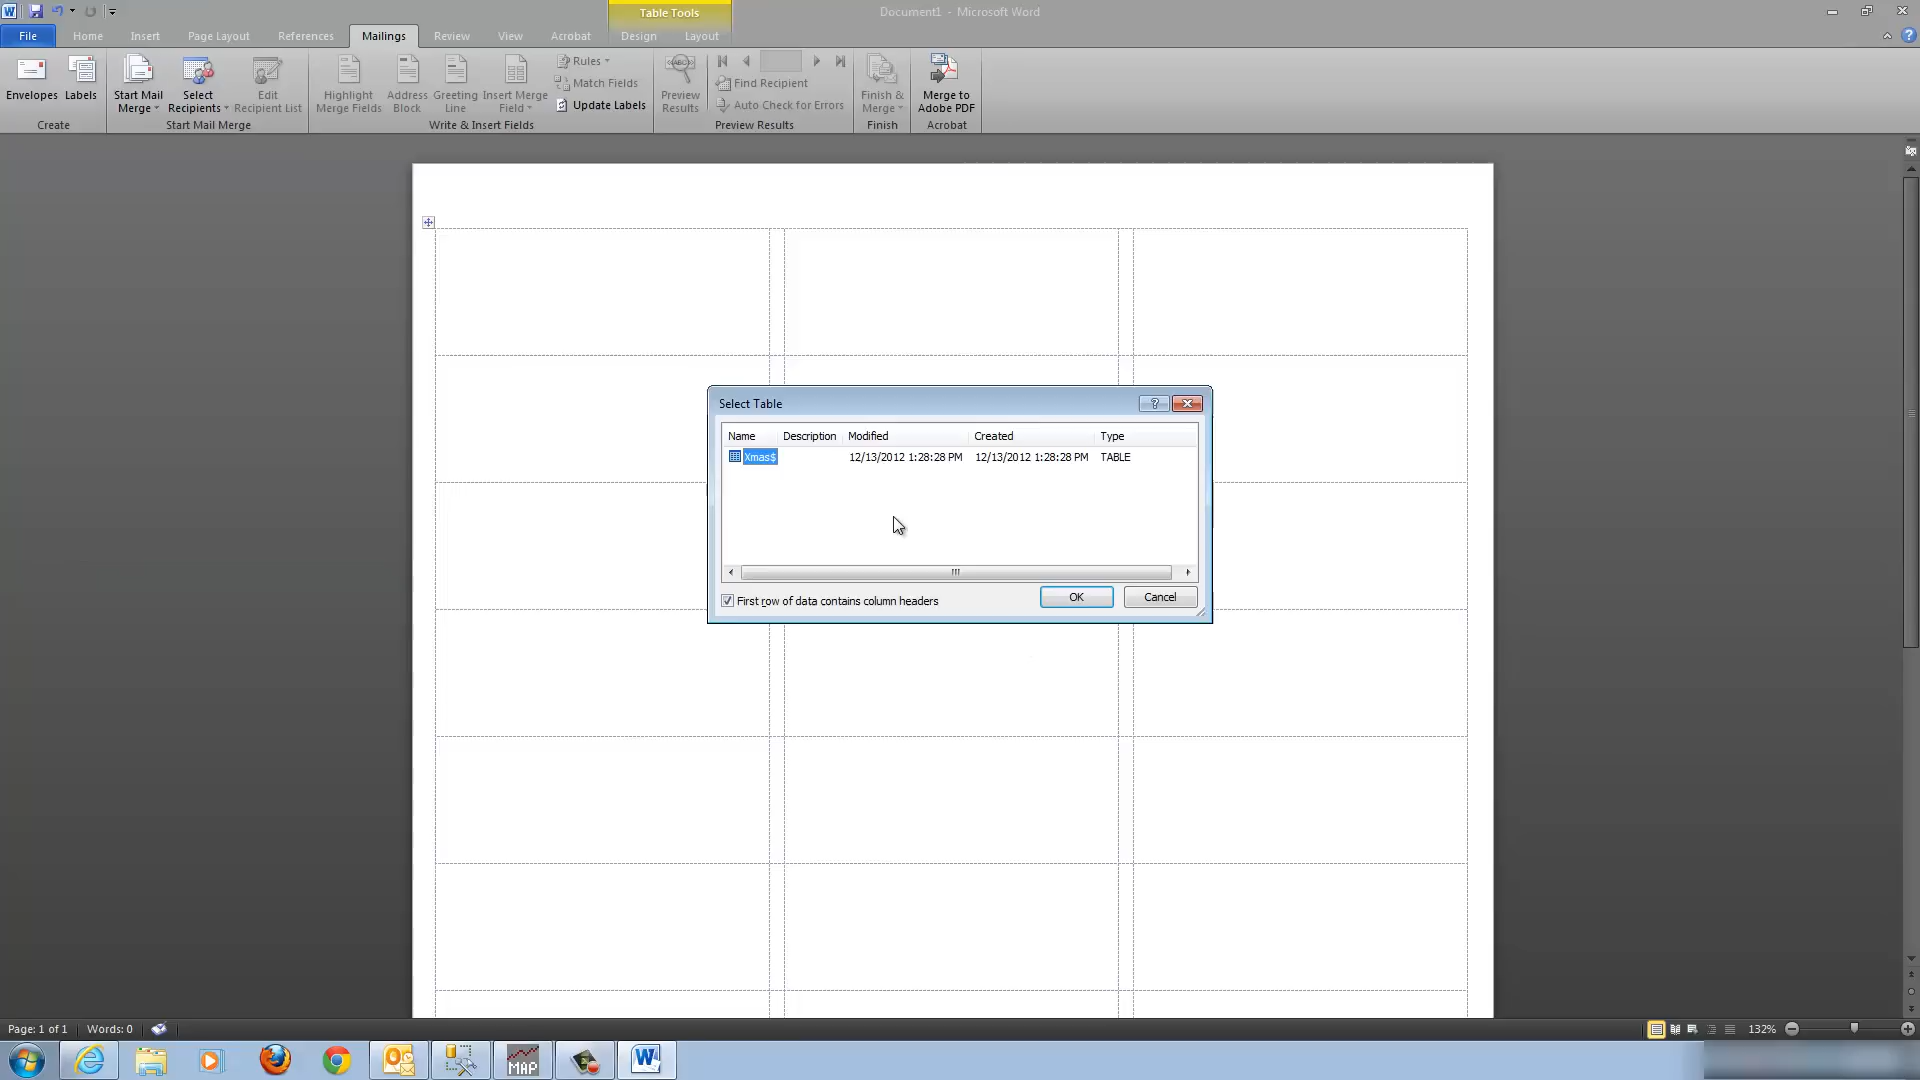 Table Tools
Document1 - Microsoft Word
File Home Insert Page Layout References Mailings Review View Acrobat Design Layout
Envelopes
Labels
Start Mail Merge
Select Recipients
Edit Recipient List
Highlight Merge Fields
Address Block
Greeting Line
Insert Merge Field
Rules
Match Fields
Update Labels
Preview Results
Find Recipient
Auto Check for Errors
Finish & Merge
Merge to Adobe PDF
Create
Start Mail Merge
Write & Insert Fields
Preview Results
Finish
Acrobat
Select Table
Name Description Modified Created Type
Xmas$ 12/13/2012 1:28:28 PM 12/13/2012 1:28:28 PM TABLE
First row of data contains column headers
OK
Cancel
Page: 1 of 1 Words: 0
132%
MAP